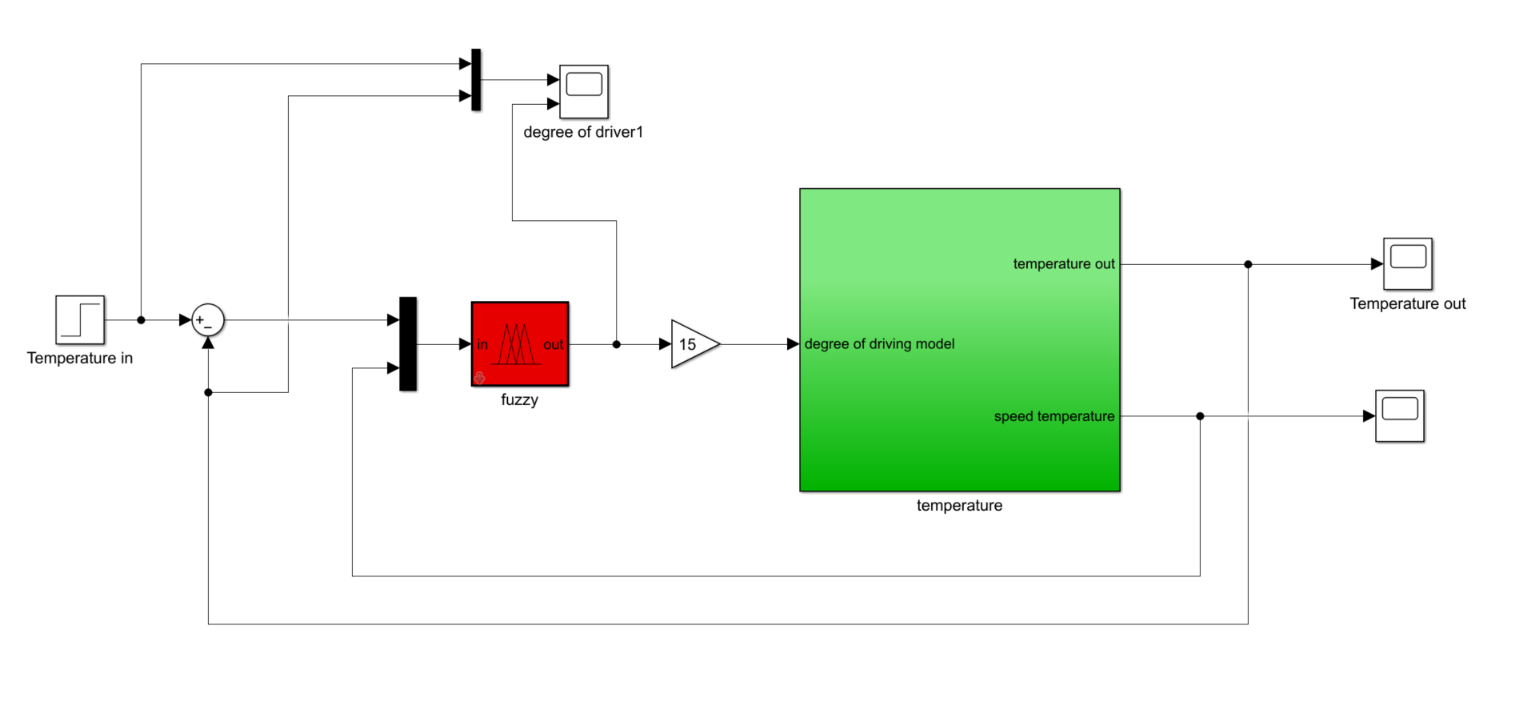 degree of driver1
temperature out
Temperature out
+
−
Temperature in
in
out
15
degree of driving model
fuzzy
speed temperature
temperature